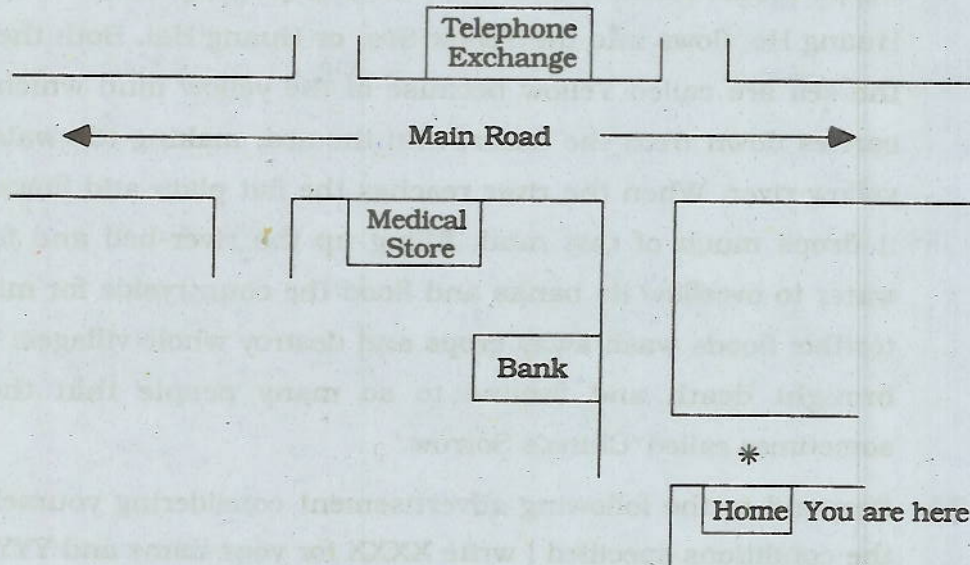 Telephone
Exchange
Main Road
Medical
Store
Bank
*
Home You are here